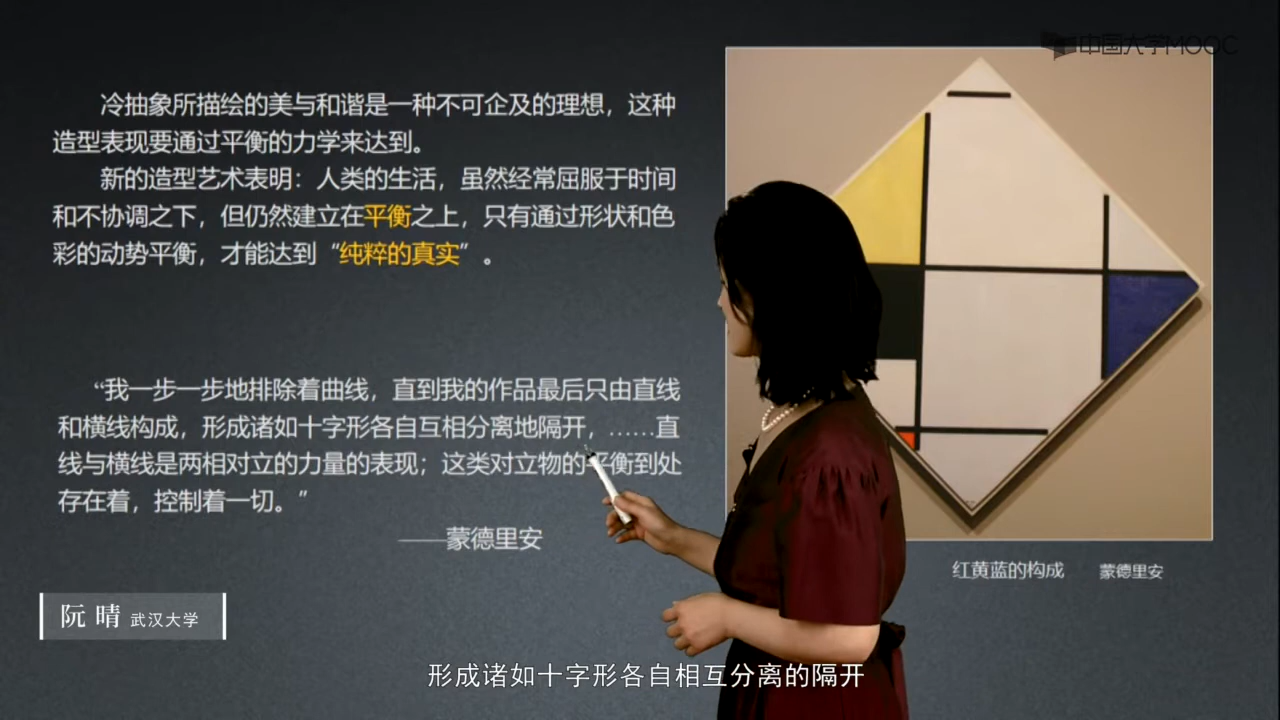 中国大学MOOC
冷抽象所描绘的美与和谐是一种不可企及的理想，这种
造型表现要通过平衡的力学来达到。
新的造型艺术表明：人类的生活，虽然经常屈服于时间
和不协调之下，但仍然建立在平衡之上，只有通过形状和色
彩的动势平衡，才能达到“纯粹的真实”。
“我一步一步地排除着曲线，直到我的作品最后只由直线
和横线构成，形成诸如十字形各自互相分离地隔开，……直
线与横线是两相对立的力量的表现；这类对立物的平衡到处
存在着，控制着一切。”
——蒙德里安
红黄蓝的构成 蒙德里安
阮晴 武汉大学
形成诸如十字形各自相互分离的隔开